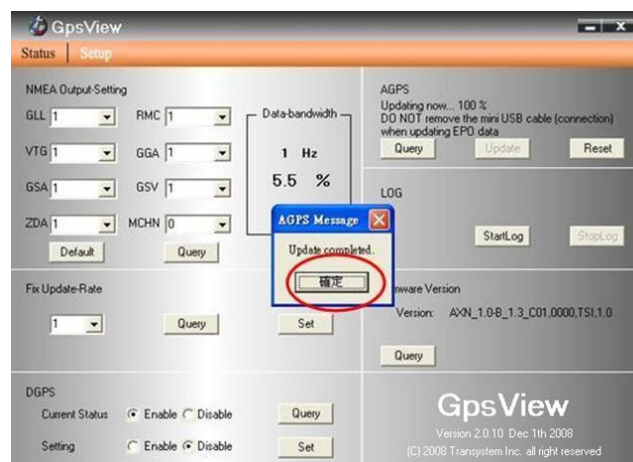 GpsView
Status | Setup
NMEA Output-Setting
GLL 1 RMC 1
VTG 1 GGA 1
GSA 1 GSV 1
ZDA 1 MCHN 0
Default Query
Data-bandwidth
1 Hz
5.5 %
AGPS
Updating now... 100 %
DO NOT remove the mini USB cable (connection)
when updating EPO data
Query Update Reset
LOG
StartLog StopLog
AGPS Message
Update completed.
確定
Fix Update-Rate
1 Query Set
Version
Version: AXN_1.0-B_1.3_C01,0000,TSI,1.0
Query
DGPS
Current Status Enable Disable Query
Setting Enable Disable Set
GpsView
Version 2.0.10 Dec 1th 2008
(C) 2008 Transystem Inc. all right reserved